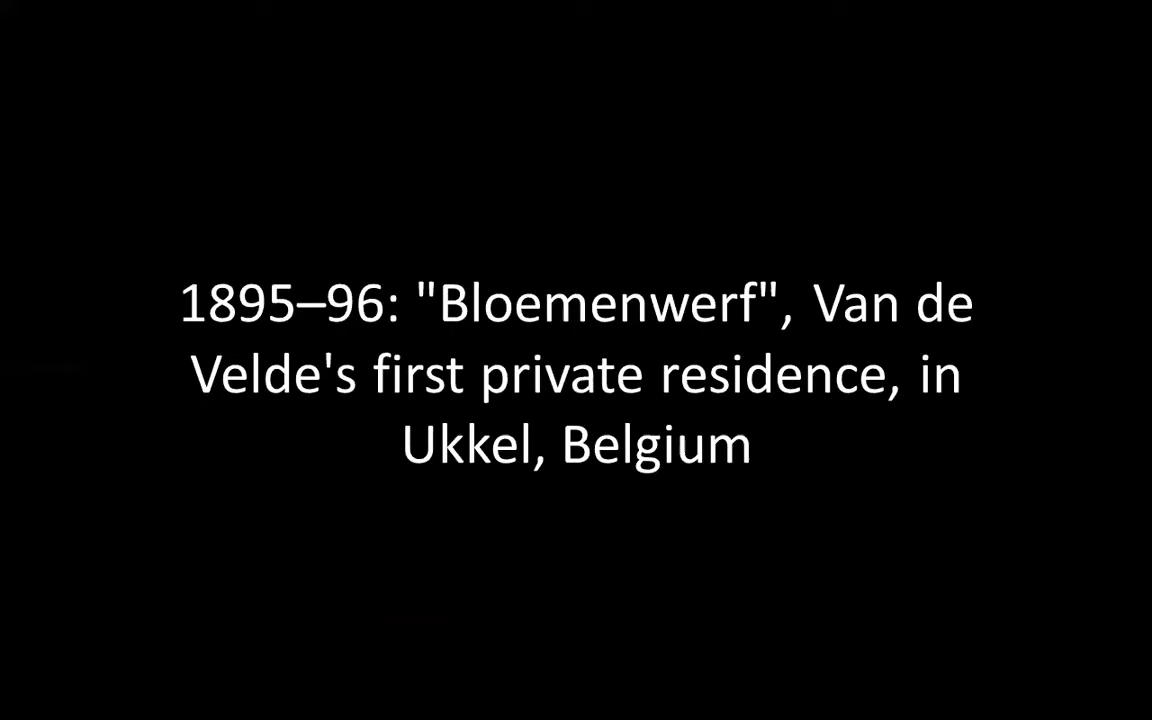 1895–96: "Bloemenwerf", Van de
Velde's first private residence, in
Ukkel, Belgium